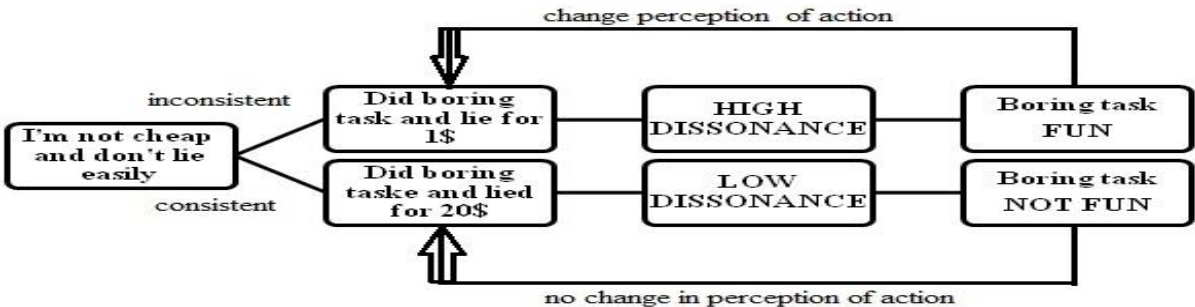 change perception of action
inconsistent
I'm not cheap
and don't lie
easily
consistent
Did boring
task and lie for
1$
HIGH
DISSONANCE
Boring task
FUN
Did boring
taske and lied
for 20$
LOW
DISSONANCE
Boring task
NOT FUN
no change in perception of action